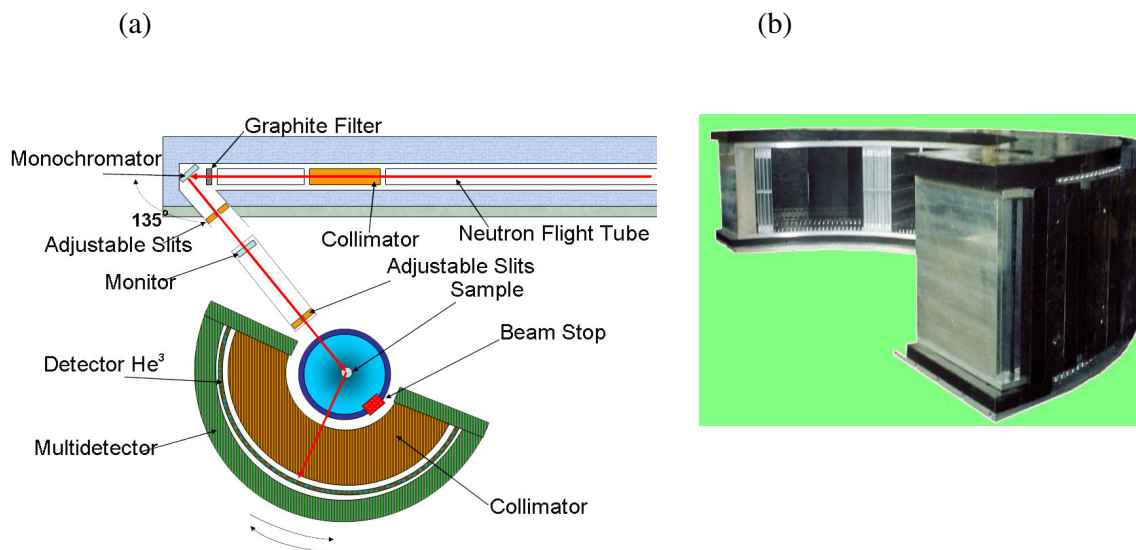 (a)
(b)
Graphite Filter
Monochromator
135°
Adjustable Slits
Collimator
Neutron Flight Tube
Monitor
Adjustable Slits
Sample
Beam Stop
Detector He³
Multidetector
Collimator